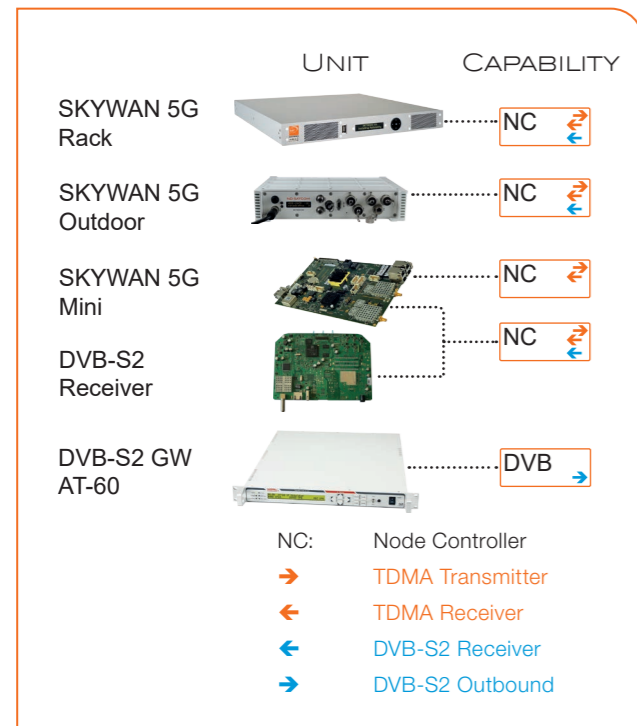 UNIT CAPABILITY
SKYWAN 5G
Rack
NC
SKYWAN 5G
Outdoor
NC
SKYWAN 5G
Mini
NC
NC
DVB-S2
Receiver
DVB-S2 GW
AT-60
DVB
NC: Node Controller
➔ TDMA Transmitter
← TDMA Receiver
← DVB-S2 Receiver
➔ DVB-S2 Outbound